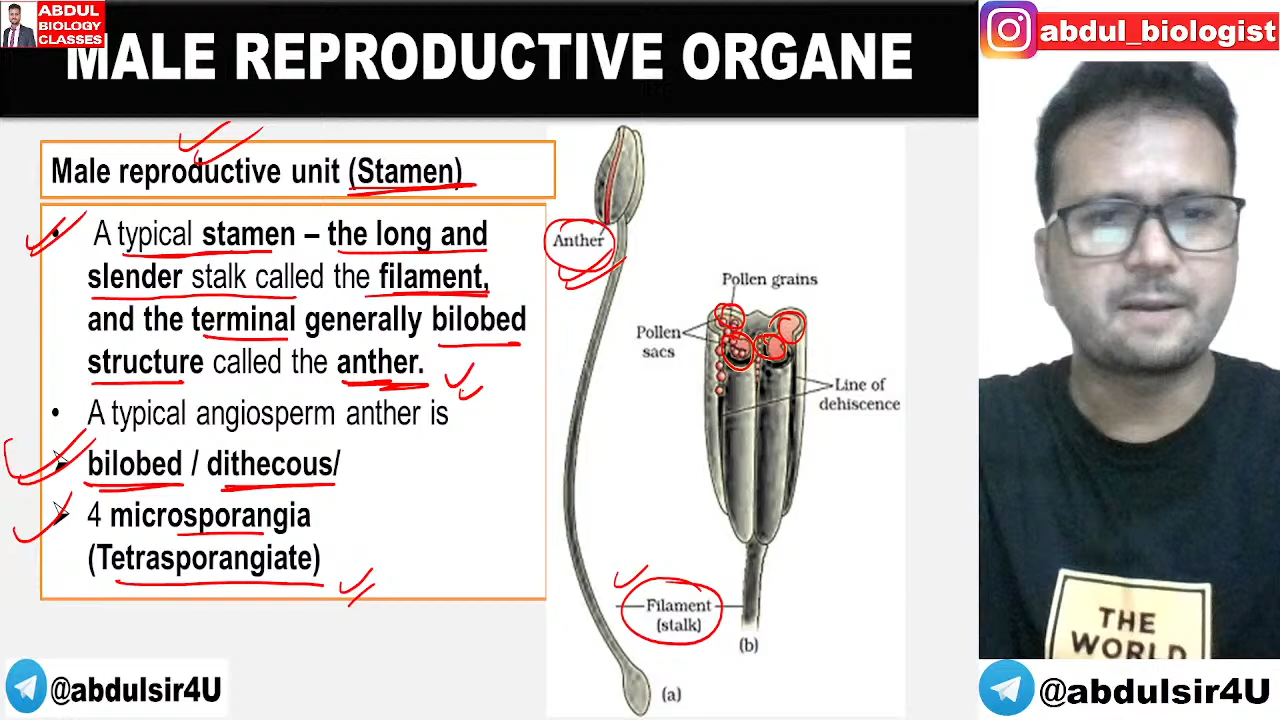 ABDUL
BIOLOGY
CLASSES
MALE REPRODUCTIVE ORGANE
abdul_biologist
Male reproductive unit (Stamen)
• A typical stamen – the long and
slender stalk called the filament,
and the terminal generally bilobed
structure called the anther.
• A typical angiosperm anther is
bilobed / dithecous/
4 microsporangia
(Tetrasporangiate)
Anther
Pollen grains
Pollen
sacs
Line of
dehiscence
Filament
(stalk)
(b)
(a)
THE
WORLD
@abdulsir4U
@abdulsir4U